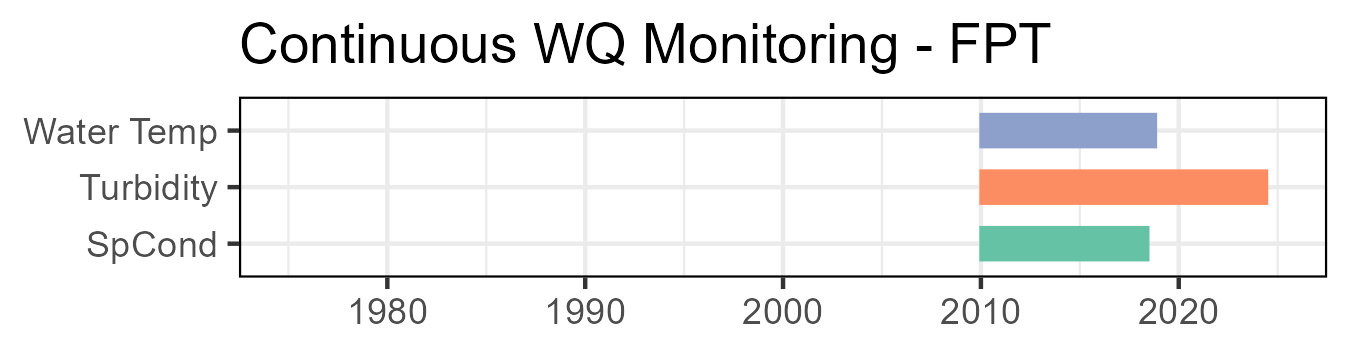 Continuous WQ Monitoring - FPT
Water Temp
Turbidity
SpCond
1980 1990 2000 2010 2020